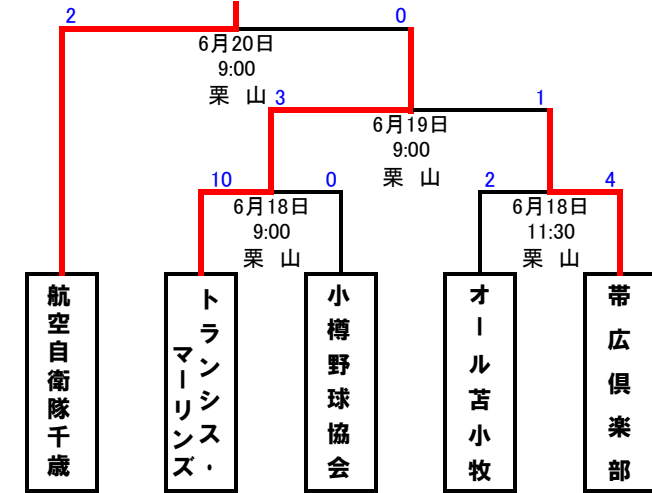 2 0
6月20日
9:00
栗 山
3 1
6月19日
9:00
栗 山
10 0
6月18日
9:00
栗 山
2 4
6月18日
11:30
栗 山
航空自衛隊千歳
トランシス・
マーリンズ
小樽野球協会
オール苫小牧
帯広倶楽部